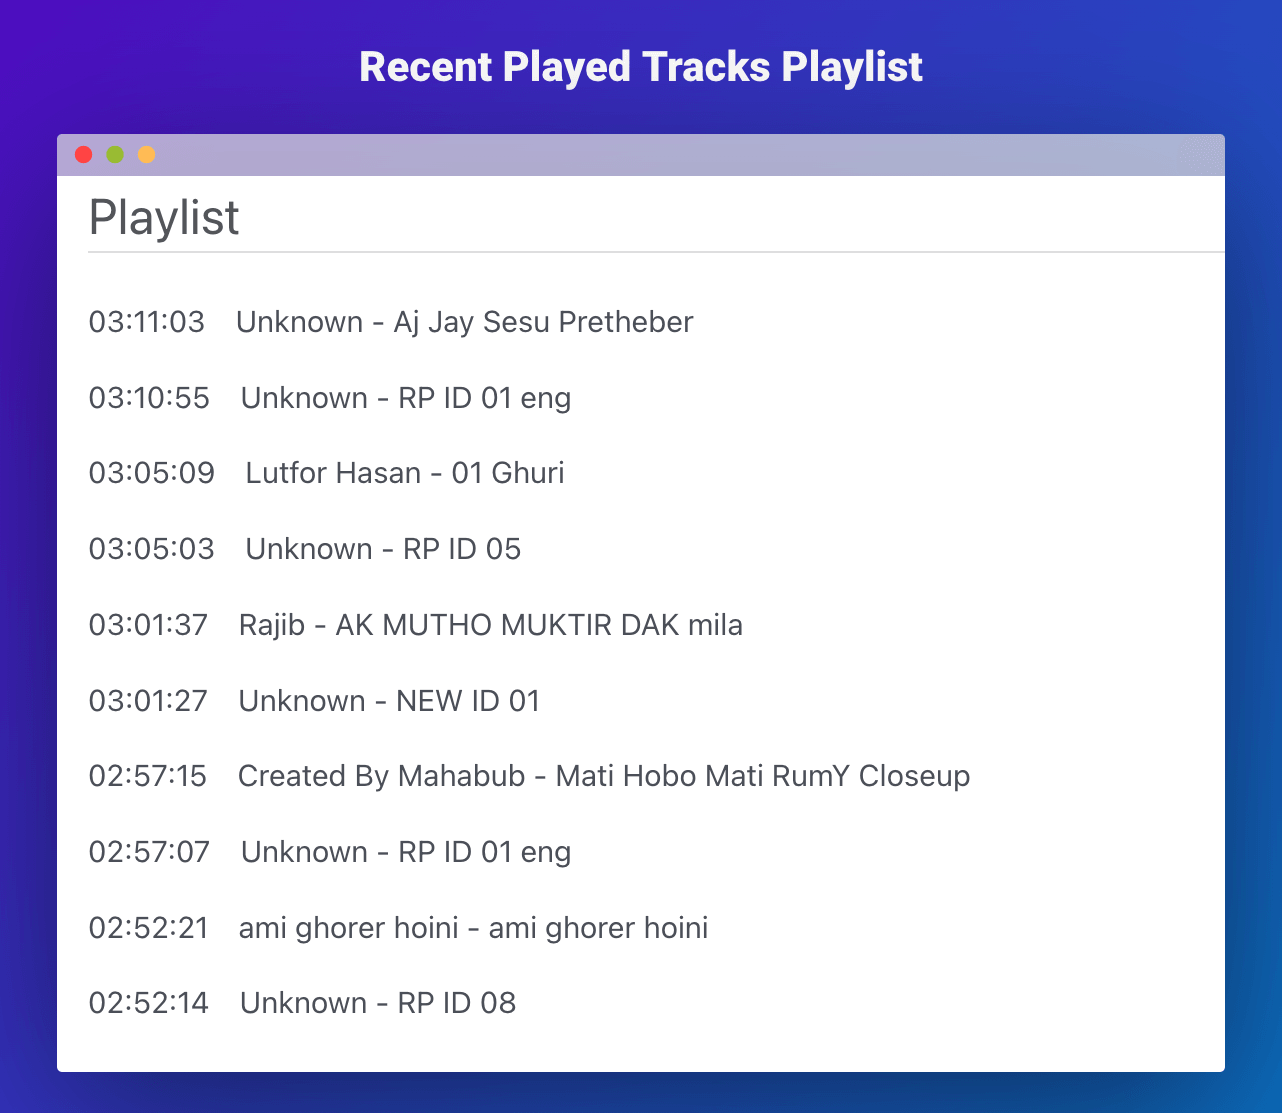 Recent Played Tracks Playlist
Playlist
03:11:03 Unknown - Aj Jay Sesu Pretheber
03:10:55 Unknown - RP ID 01 eng
03:05:09 Lutfor Hasan - 01 Ghuri
03:05:03 Unknown - RP ID 05
03:01:37 Rajib - AK MUTHO MUKTIR DAK mila
03:01:27 Unknown - NEW ID 01
02:57:15 Created By Mahabub - Mati Hobo Mati RumY Closeup
02:57:07 Unknown - RP ID 01 eng
02:52:21 ami ghorer hoini - ami ghorer hoini
02:52:14 Unknown - RP ID 08